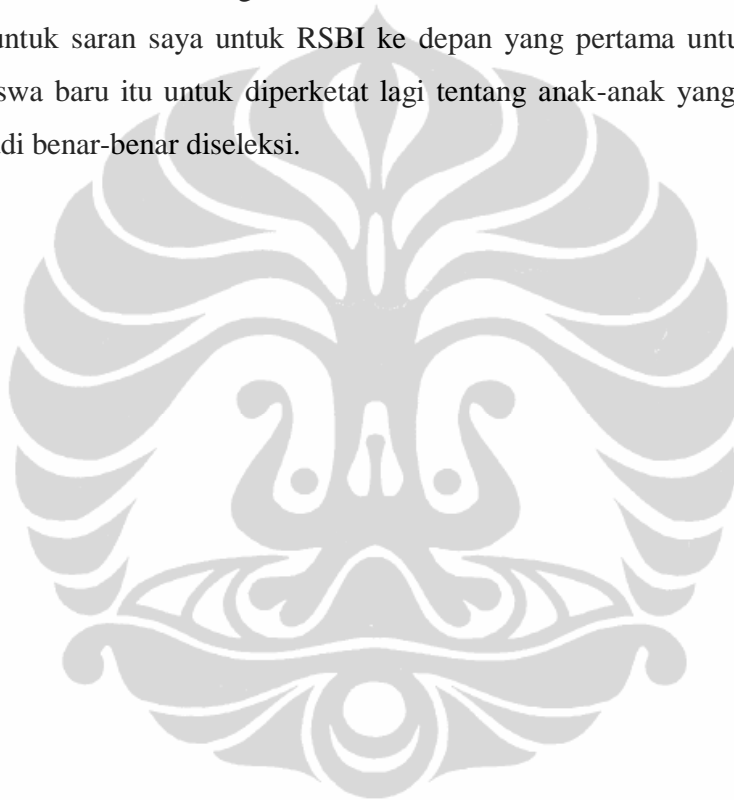 untuk saran saya untuk RSBI ke depan yang pertama
swa baru itu untuk diperketat lagi tentang anak-anak yang
di benar-benar diseleksi.